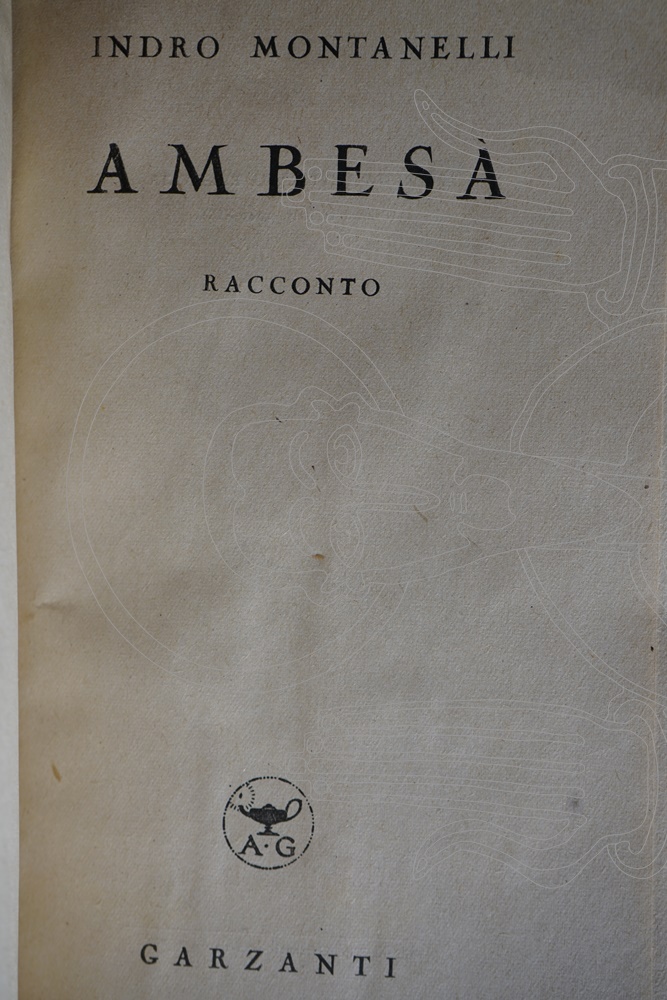 INDRO MONTANELLI
AMBESÀ
RACCONTO
A·G
GARZANTI